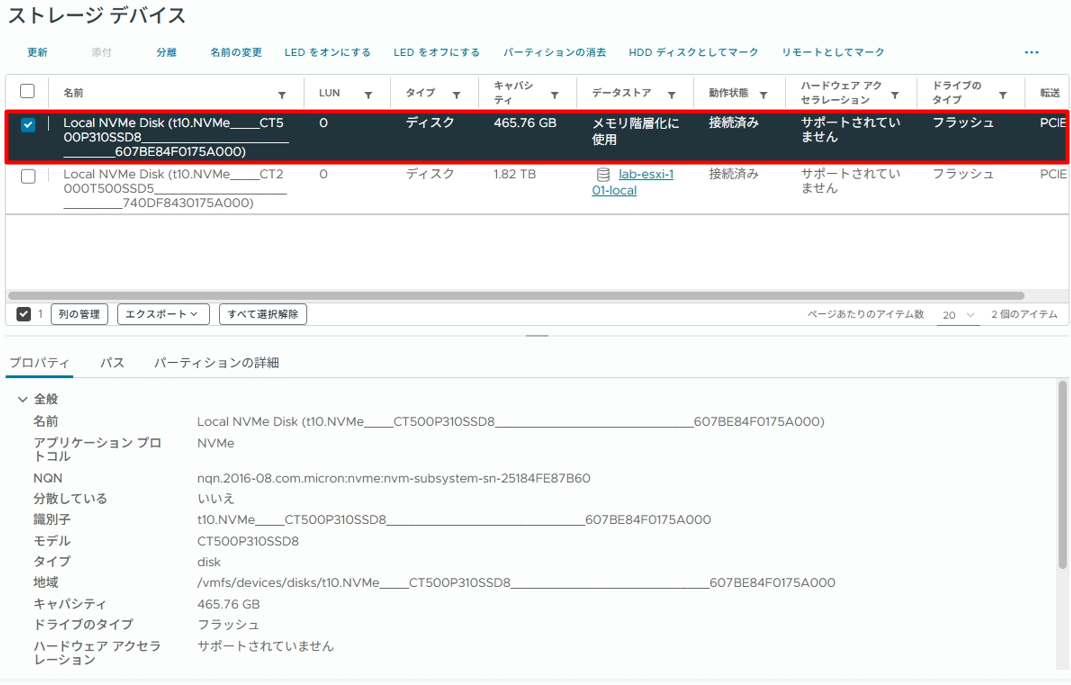 ストレージ デバイス
更新 添付 分離 名前の変更 LED をオンにする LED をオフにする パーティションの消去 HDD ディスクとしてマーク リモートとしてマーク ...
名前 LUN タイプ キャパシティ データストア 動作状態 ハードウェア アクセラレーション ドライブのタイプ 転送
Local NVMe Disk (t10.NVMe____CT5 0 ディスク 465.76 GB メモリ階層化に 接続済み サポートされてい フラッシュ PCIE
00P310SSD8______________________ 使用 ません
_________607BE84F0175A000)
Local NVMe Disk (t10.NVMe____CT2 0 ディスク 1.82 TB lab-esxi-1 接続済み サポートされてい フラッシュ PCIE
000T500SSD5_____________________ 01-local ません
__________740DF8430175A000)
1 列の管理 エクスポート すべて選択解除 ページあたりのアイテム数 20 2 個のアイテム
プロパティ パス パーティションの詳細
全般
名前 Local NVMe Disk (t10.NVMe____CT500P310SSD8___________________________607BE84F0175A000)
アプリケーション プロ NVMe
トコル
NQN nqn.2016-08.com.micron:nvme:nvm-subsystem-sn-25184FE87B60
分散している いいえ
識別子 t10.NVMe____CT500P310SSD8___________________________607BE84F0175A000
モデル CT500P310SSD8
タイプ disk
地域 /vmfs/devices/disks/t10.NVMe____CT500P310SSD8___________________________607BE84F0175A000
キャパシティ 465.76 GB
ドライブのタイプ フラッシュ
ハードウェア アクセラ サポートされていません
レーション